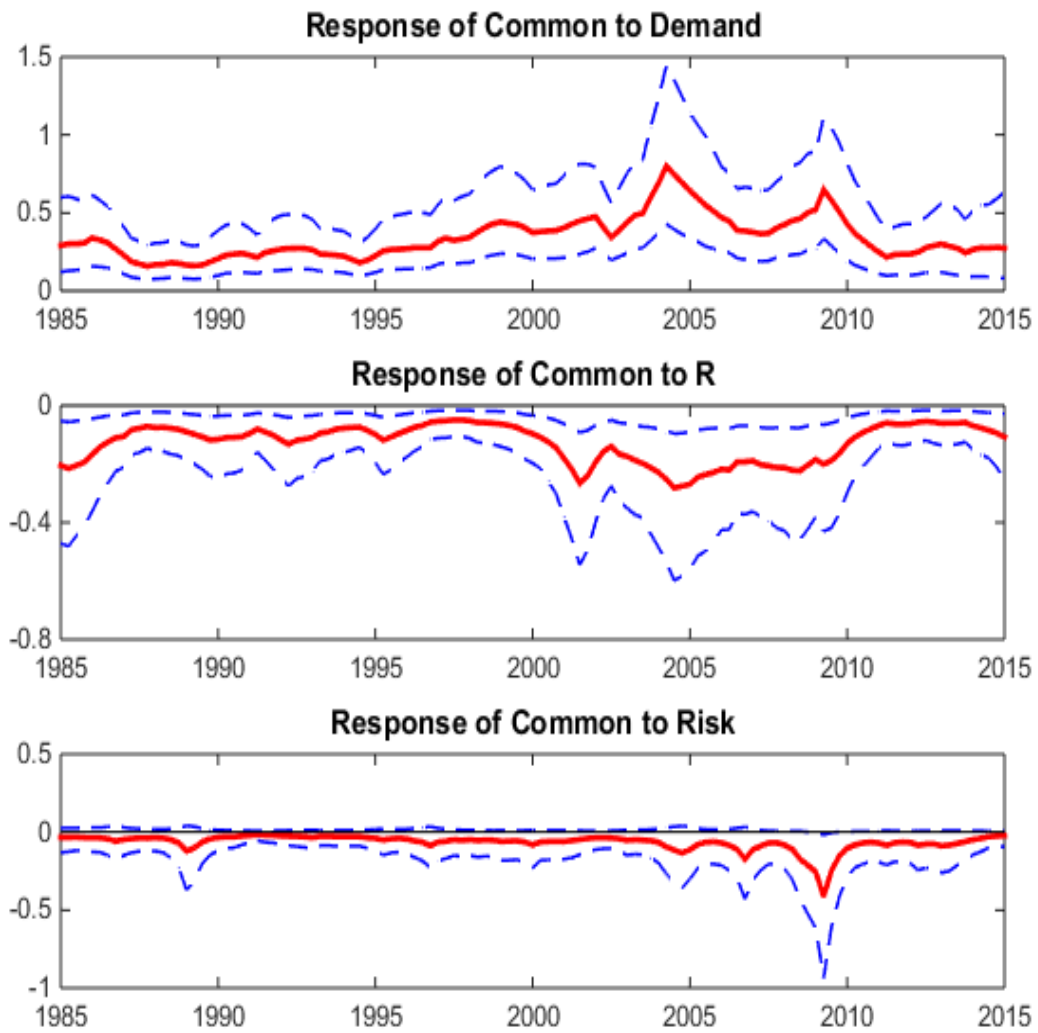 Response of Common to Demand
1.5
1
0.5
0
1985 1990 1995 2000 2005 2010 2015
Response of Common to R
0
-0.4
-0.8
1985 1990 1995 2000 2005 2010 2015
Response of Common to Risk
0.5
0
-0.5
-1
1985 1990 1995 2000 2005 2010 2015